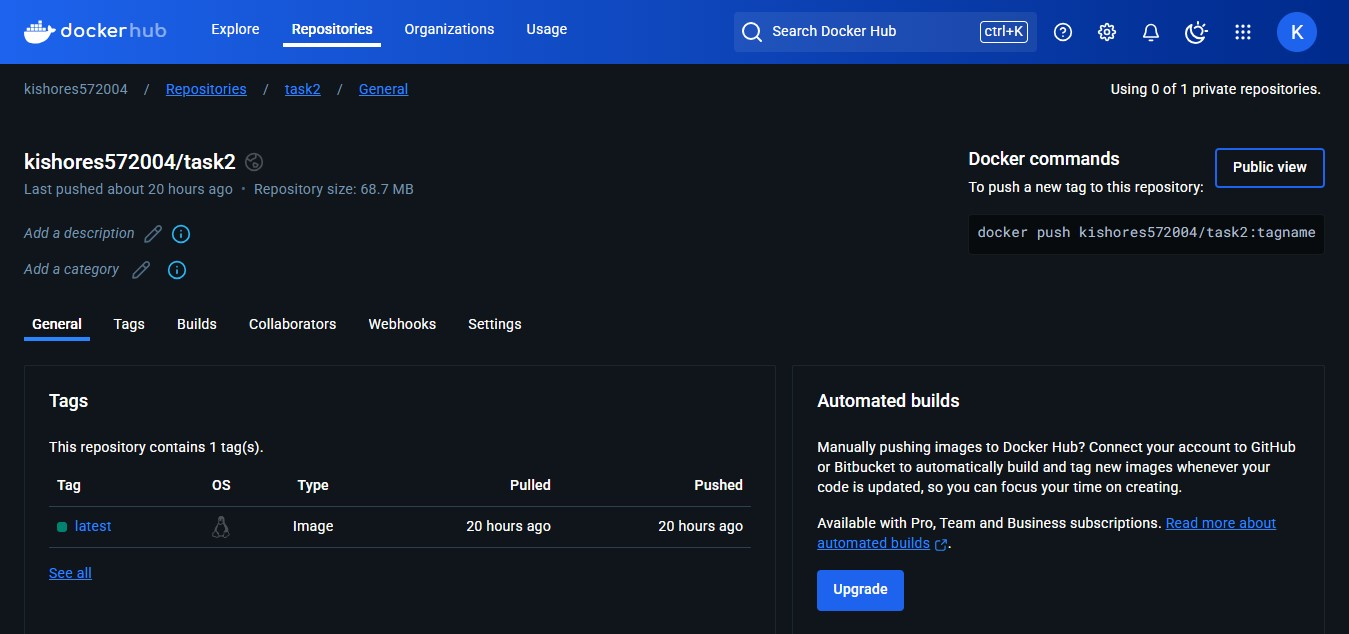 dockerhub Explore Repositories Organizations Usage Search Docker Hub ctrl+K K
kishores572004 / Repositories / task2 / General Using 0 of 1 private repositories.
kishores572004/task2
Last pushed about 20 hours ago • Repository size: 68.7 MB
Add a description
Add a category
Docker commands
To push a new tag to this repository:
Public view
docker push kishores572004/task2:tagname
General Tags Builds Collaborators Webhooks Settings
Tags
This repository contains 1 tag(s).
Tag OS Type Pulled Pushed
latest Image 20 hours ago 20 hours ago
See all
Automated builds
Manually pushing images to Docker Hub? Connect your account to GitHub
or Bitbucket to automatically build and tag new images whenever your
code is updated, so you can focus your time on creating.
Available with Pro, Team and Business subscriptions. Read more about
automated builds .
Upgrade